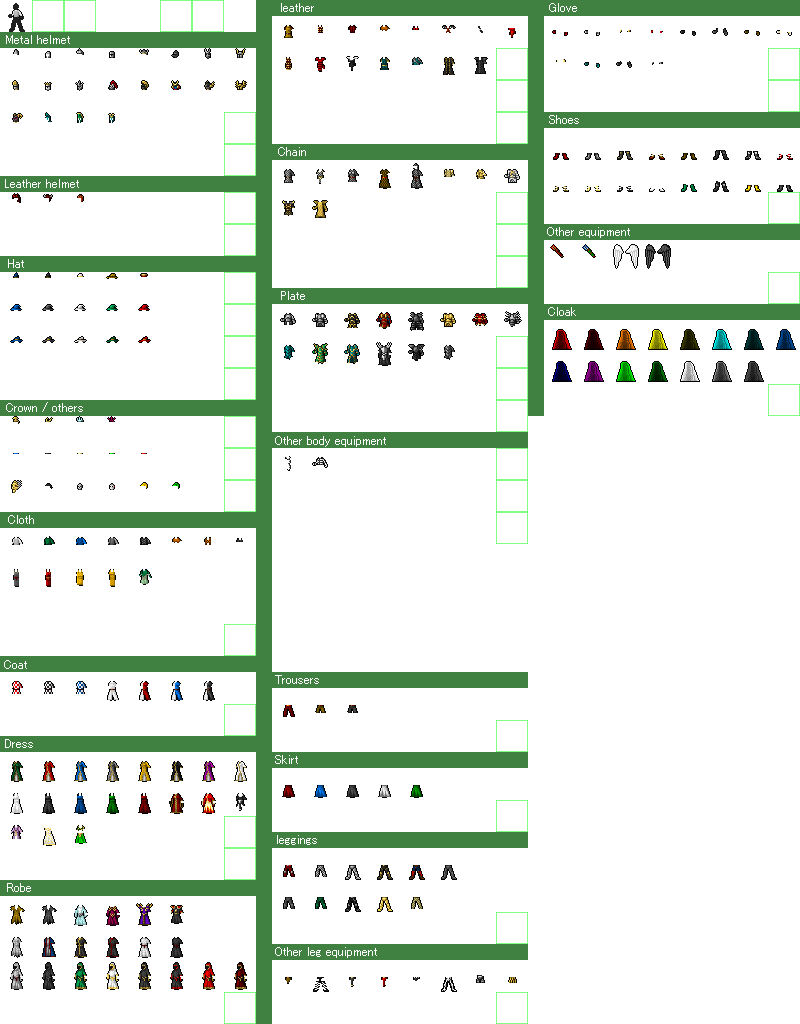 Metal helmet
Leather helmet
Hat
Crown / others
Cloth
Coat
Dress
Robe
leather
Chain
Plate
Other body equipment
Trousers
Skirt
leggings
Other leg equipment
Glove
Shoes
Other equipment
Cloak